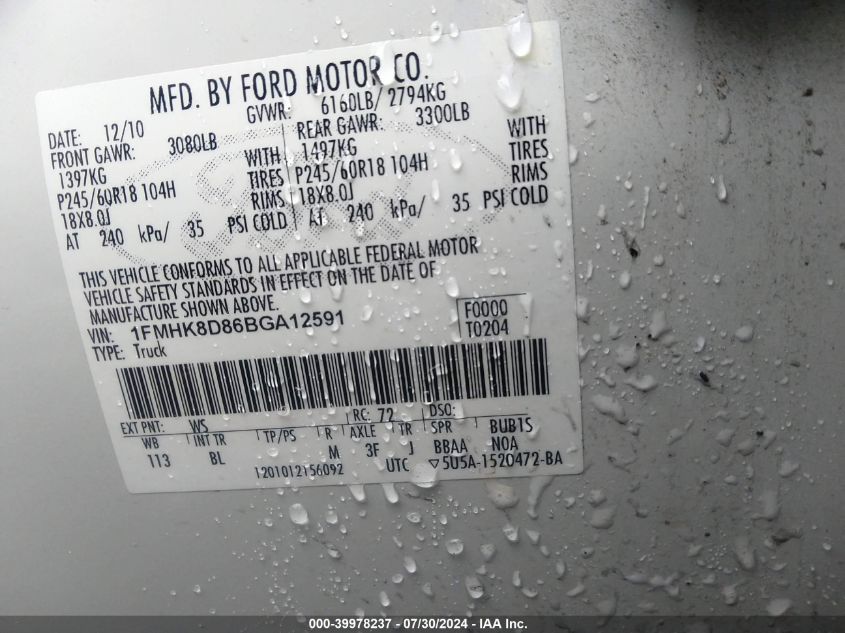 MFD. BY FORD MOTOR CO.
DATE: 12/10 GVWR: 6160LB/ 2794KG
FRONT GAWR: 3080LB REAR GAWR: 3300LB
1397KG WITH 1497KG WITH
P245/60R18 104H TIRES P245/60R18 104H TIRES
18X8.0J RIMS 18X8.0J RIMS
AT 240 kPa/ 35 PSI COLD AT 240 kPa/ 35 PSI COLD
THIS VEHICLE CONFORMS TO ALL APPLICABLE FEDERAL MOTOR
VEHICLE SAFETY STANDARDS IN EFFECT ON THE DATE OF
MANUFACTURE SHOWN ABOVE.
VIN: 1FMHK8D86BGA12591 F0000
TYPE: Truck T0204
EXT PNT: WS RC: 72 DSO:
WB INT TR TP/PS R AXLE TR SPR BUB1S
113 BL M 3F J BBAA NOA
1201012156092 UTC ▽5U5A-1520472-BA
000-39978237 - 07/30/2024 - IAA Inc.